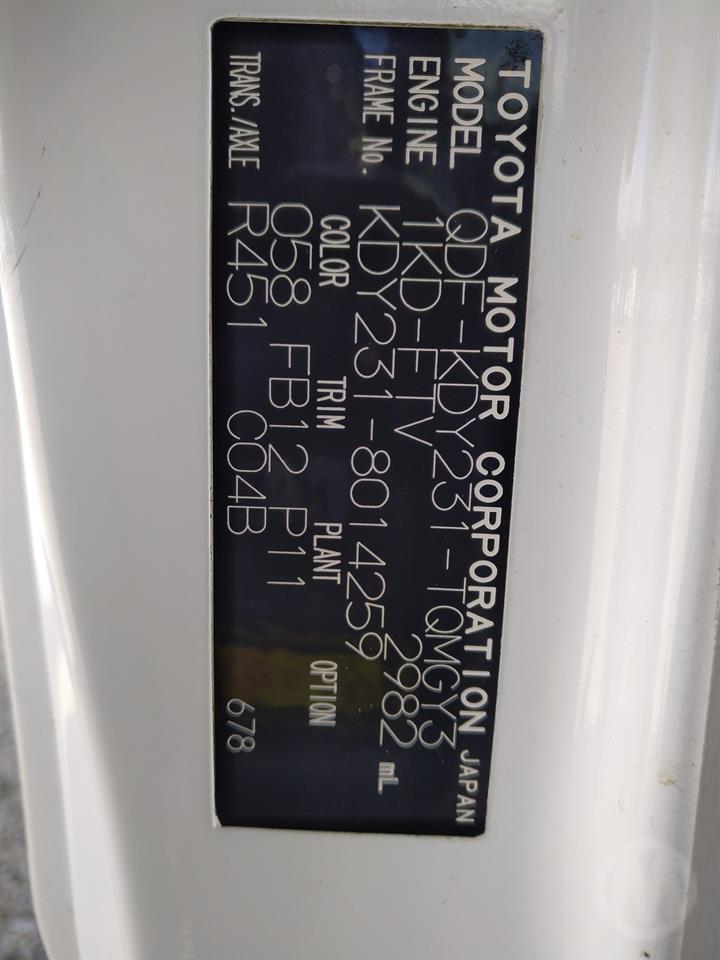 TOYOTA MOTOR CORPORATION JAPAN
MODEL QDF-KDY231-TQMGY3
ENGINE 1KD-FTV 2982 mL
FRAME No. KDY231-8014259
COLOR TRIM PLANT OPTION
058 FB12 P11
TRANS./AXLE R451 C04B 678